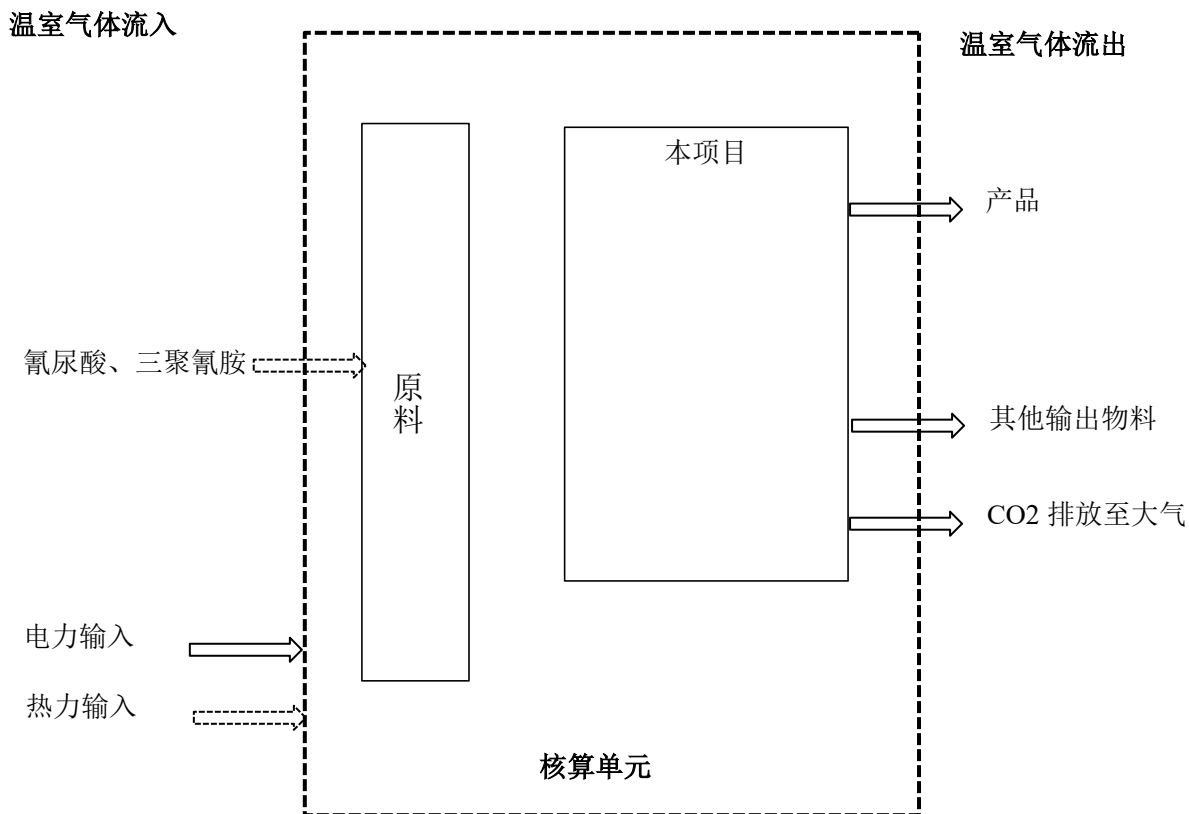 温室气体流入
温室气体流出
本项目
产品
氰尿酸、三聚氰胺
原
料
其他输出物料
CO2 排放至大气
电力输入
热力输入
核算单元